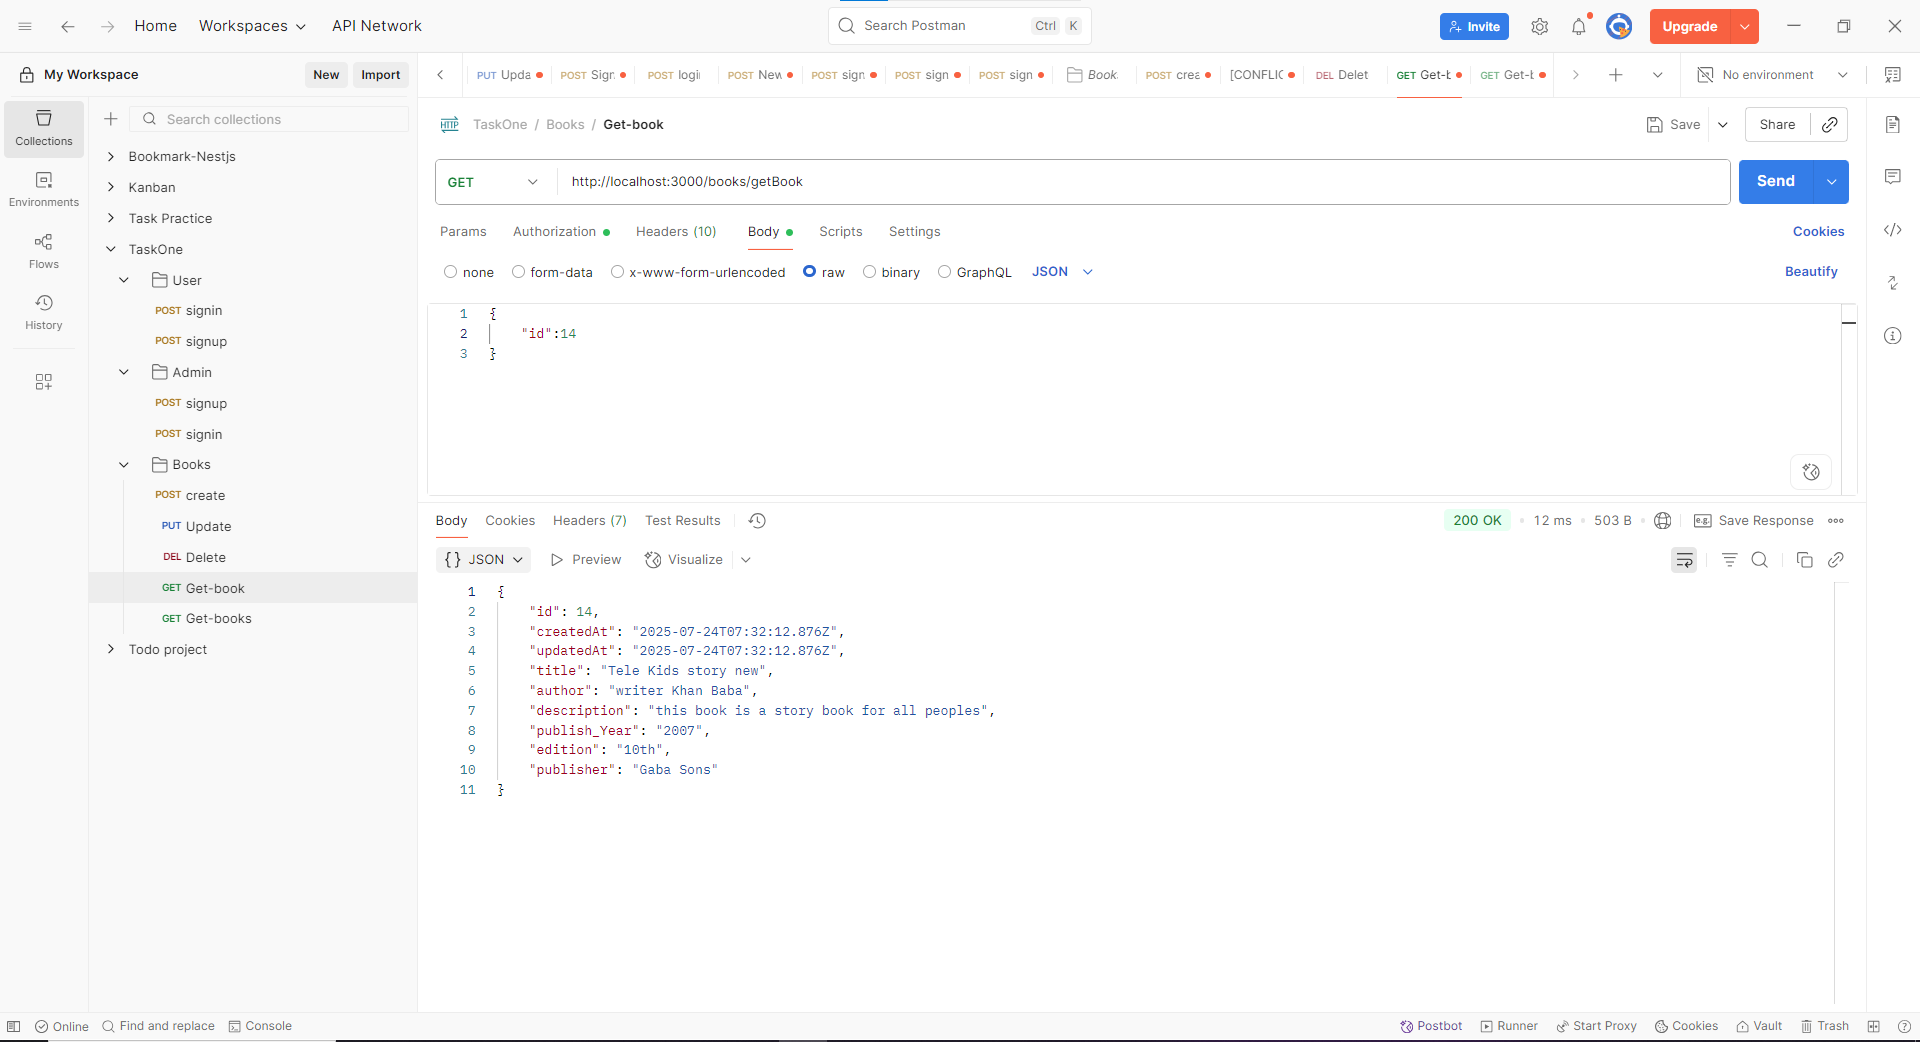 Home Workspaces API Network Search Postman Ctrl K Invite Upgrade
My Workspace New Import
PUT Upda POST Sign POST logi POST New POST sign POST sign POST sign Book POST crea [CONFLIC DEL Delet GET Get-b GET Get-b No environment
Collections
Environments
Flows
History
Search collections
Bookmark-Nestjs
Kanban
Task Practice
TaskOne
User
POST signin
POST signup
Admin
POST signup
POST signin
Books
POST create
PUT Update
DEL Delete
GET Get-book
GET Get-books
Todo project
HTTP TaskOne / Books / Get-book Save Share
GET http://localhost:3000/books/getBook Send
Params Authorization Headers (10) Body Scripts Settings Cookies
none form-data x-www-form-urlencoded raw binary GraphQL JSON Beautify
1 {
2 "id":14
3 }
Body Cookies Headers (7) Test Results 200 OK 12 ms 503 B e.g. Save Response
{} JSON Preview Visualize
1 {
2 "id": 14,
3 "createdAt": "2025-07-24T07:32:12.876Z",
4 "updatedAt": "2025-07-24T07:32:12.876Z",
5 "title": "Tele Kids story new",
6 "author": "writer Khan Baba",
7 "description": "this book is a story book for all peoples",
8 "publish_Year": "2007",
9 "edition": "10th",
10 "publisher": "Gaba Sons"
11 }
Online Find and replace Console Postbot Runner Start Proxy Cookies Vault Trash